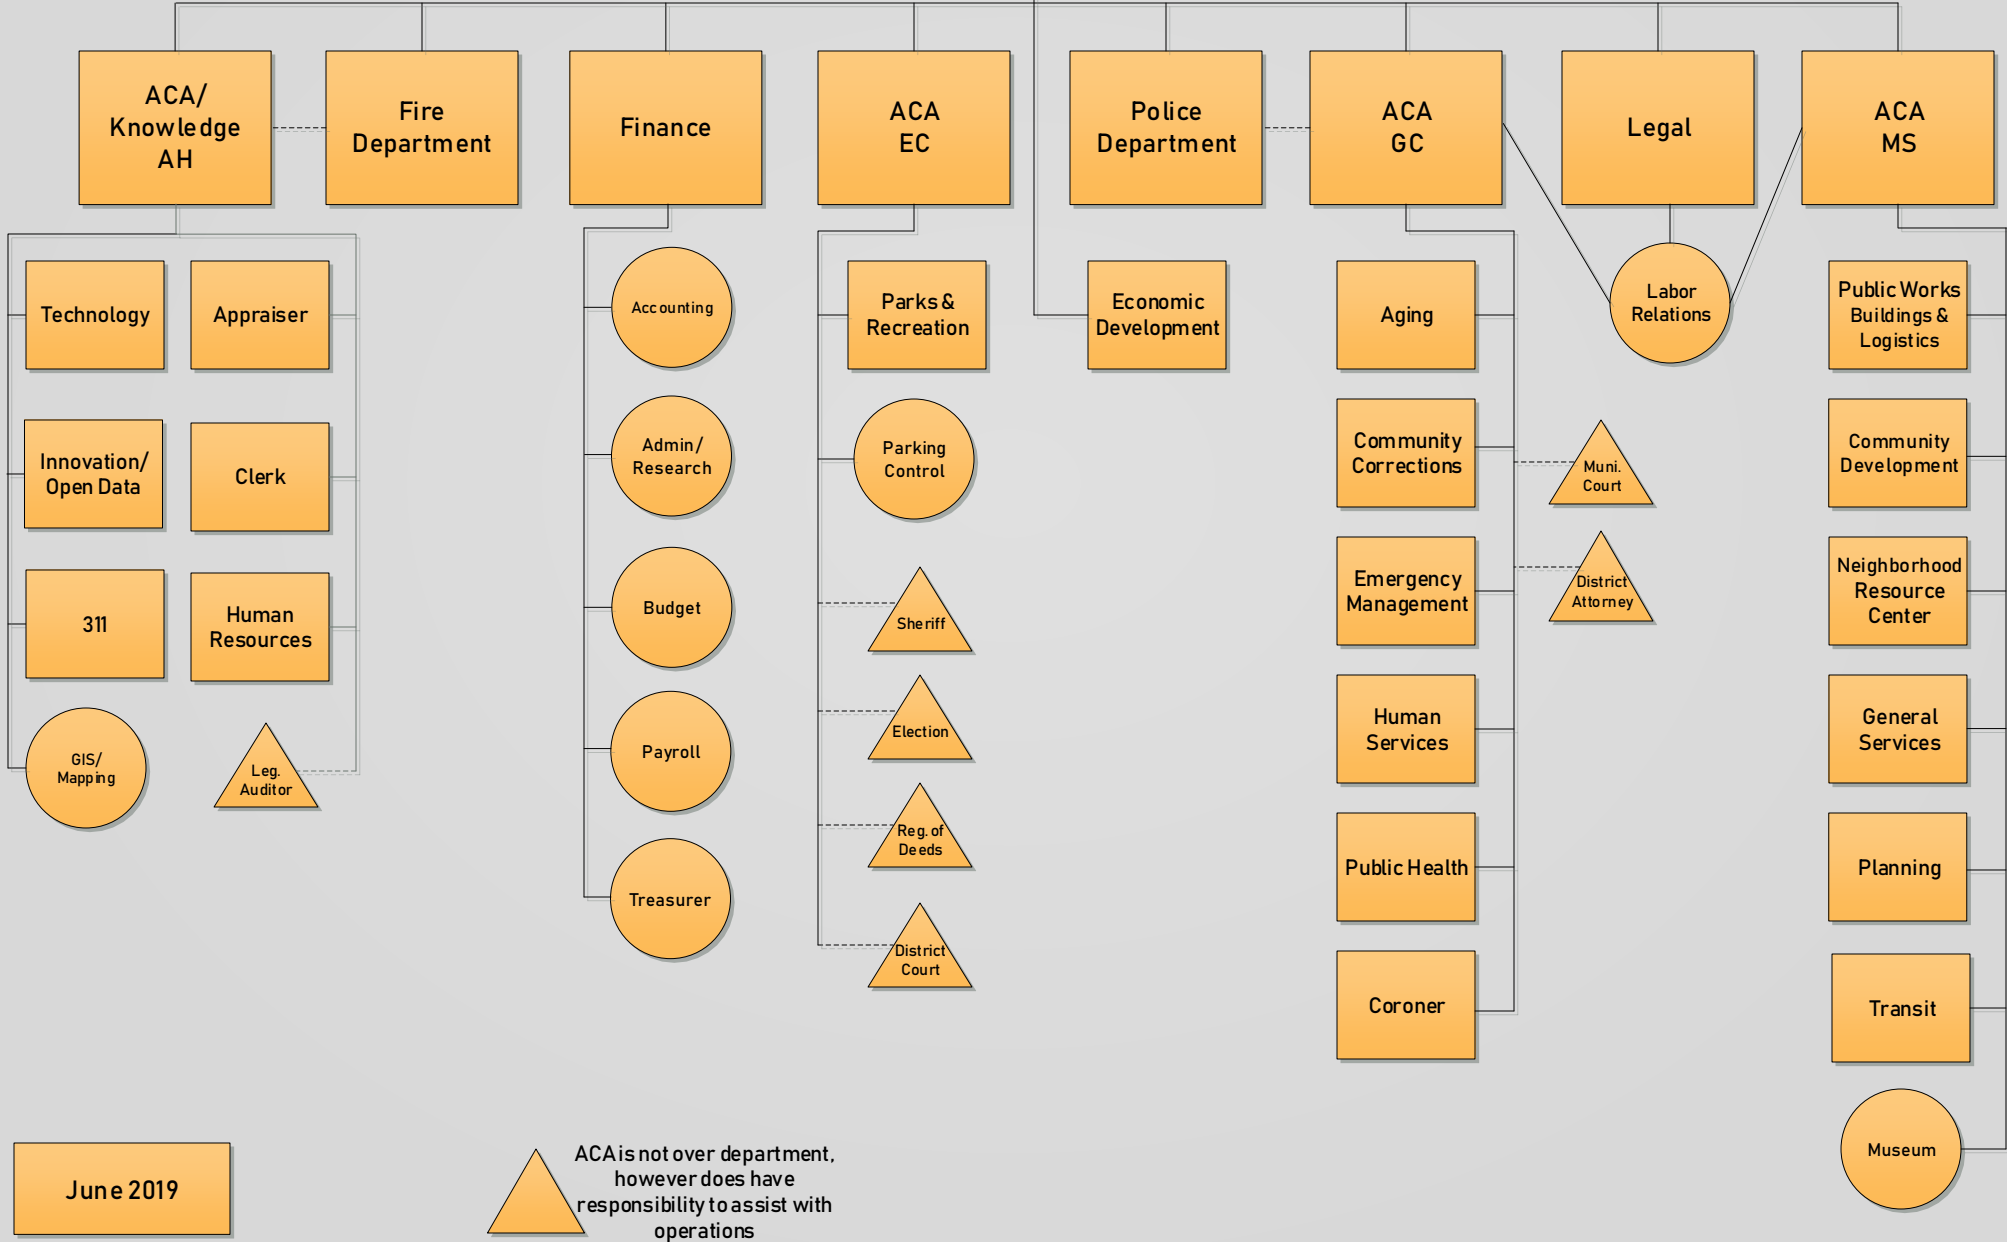 ACA/
Knowledge
AH
Fire
Department
Finance
ACA
EC
Police
Department
ACA
GC
Legal
ACA
MS
Technology
Appraiser
Accounting
Parks &
Recreation
Economic
Development
Aging
Labor
Relations
Public Works
Buildings &
Logistics
Innovation/
Open Data
Clerk
Admin/
Research
Parking
Control
Community
Corrections
Muni.
Court
Community
Development
311
Human
Resources
Budget
Sheriff
Emergency
Management
District
Attorney
Neighborhood
Resource
Center
GIS/
Mapping
Leg.
Auditor
Payroll
Election
Human
Services
General
Services
Treasurer
Reg. of
Deeds
Public Health
Planning
District
Court
Coroner
Transit
Museum
June 2019
ACA is not over department,
however does have
responsibility to assist with
operations